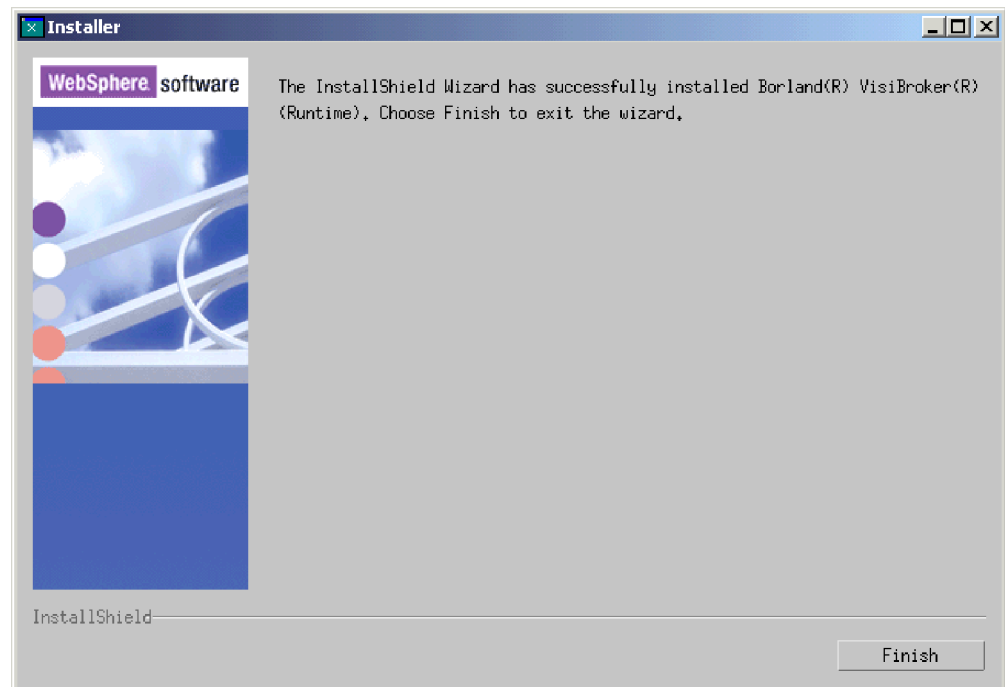 Installer
WebSphere software
The InstallShield Wizard has successfully installed Borland(R) VisiBroker(R)
(Runtime). Choose Finish to exit the wizard.
InstallShield
Finish